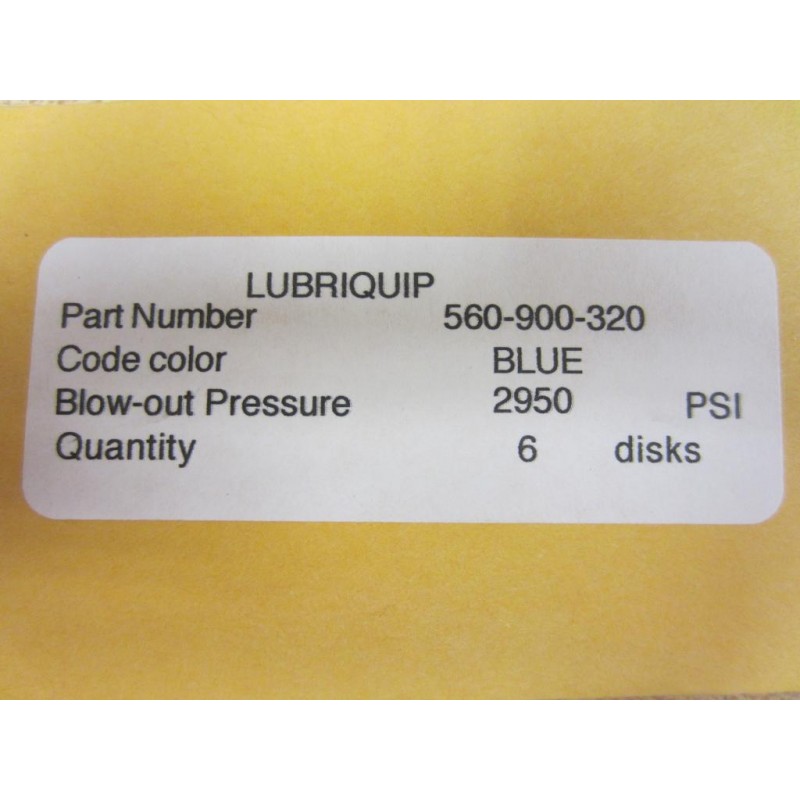 LUBRIQUIP
Part Number 560-900-320
Code color BLUE
Blow-out Pressure 2950 PSI
Quantity 6 disks